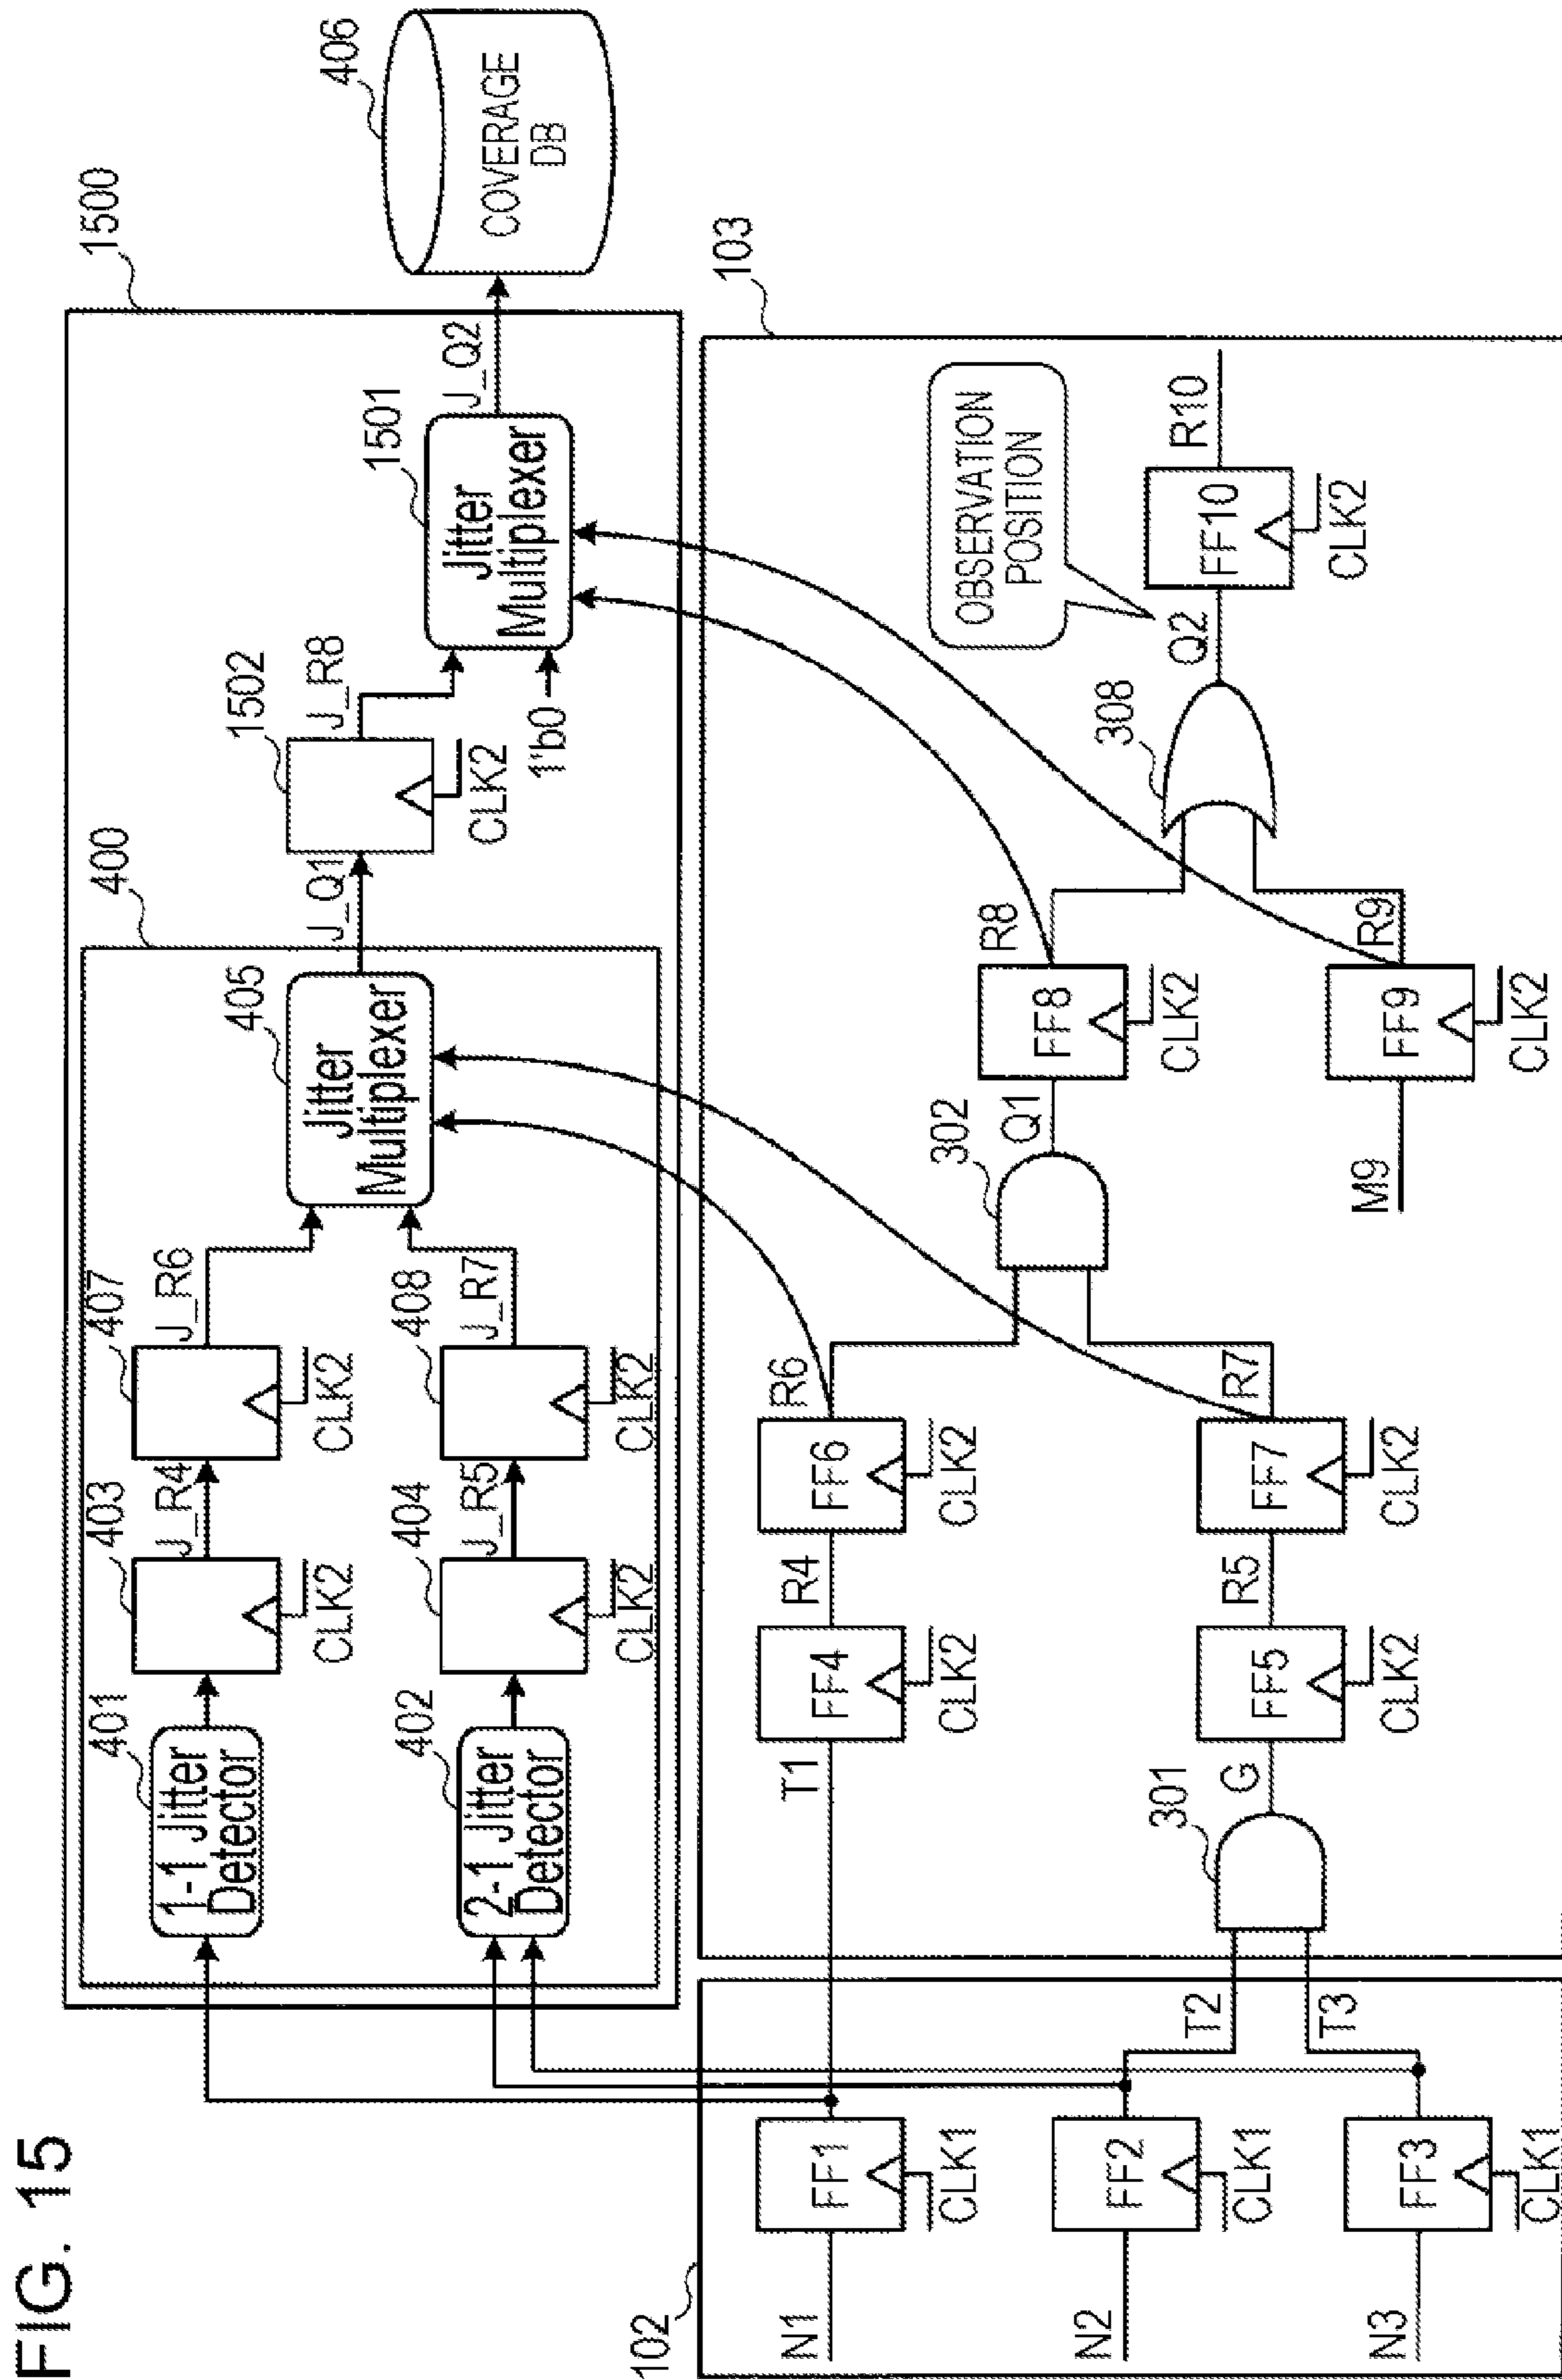 FIG. 15
1500
400
401
1-1 Jitter
Detector
403
CLK2
J_R4
407
CLK2
J_R6
402
2-1 Jitter
Detector
404
CLK2
J_R5
408
CLK2
J_R7
405
Jitter
Multiplexer
J_Q1
1502
CLK2
J_R8
1'b0
1501
Jitter
Multiplexer
J_Q2
406
COVERAGE
DB
102
N1
FF1
CLK1
N2
FF2
CLK1
N3
FF3
CLK1
T2
T3
103
T1
FF4
CLK2
R4
FF6
CLK2
R6
301
G
FF5
CLK2
R5
FF7
CLK2
R7
302
Q1
FF8
CLK2
R8
M9
FF9
CLK2
R9
308
Q2
OBSERVATION
POSITION
FF10
CLK2
R10